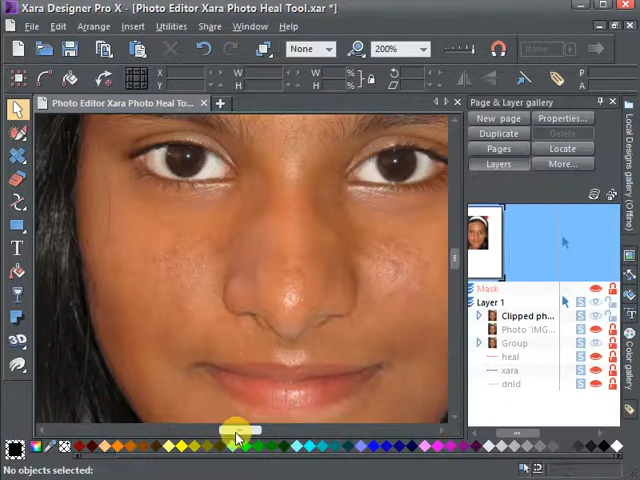 Xara Designer Pro X - [Photo Editor Xara Photo Heal Tool.xar *]
File Edit Arrange Insert Utilities Share Window Help
None 200% None
X W % P
Y H % A
Photo Editor Xara Photo Heal To...
Page & Layer gallery
New page Properties...
Duplicate Delete
Pages Locate
Layers More...
Mask
Layer 1 S
Clipped ph... S
Photo 'IMG... S
Group S
heal S
xara S
dnid S
T
3D
Local Designs gallery (Offline)
Color Gallery
No objects selected: